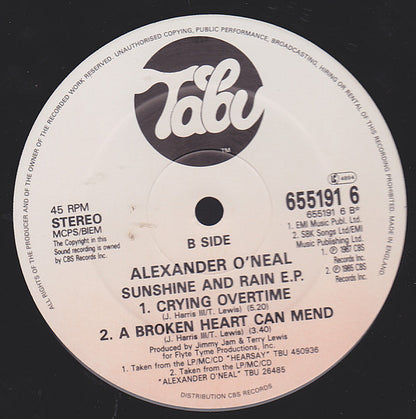 ALL RIGHTS OF THE PRODUCER AND OF THE OWNER OF THE RECORDED WORK RESERVED. UNAUTHORISED COPYING, PUBLIC PERFORMANCE, BROADCASTING, HIRING OR RENTAL OF THIS RECORDING PROHIBITED. MADE IN ENGLAND.
Tabu
TM
45 RPM
STEREO
MCPS/BIEM
The Copyright in this
Sound recording is owned
by CBS Records Inc.
B SIDE
LC 4894
655191 6
655191 6 B°
1. EMI Music Publ. Ltd.
2. SBK Songs Ltd/EMI
Music Publishing Ltd.
1. ℗ 1987 CBS
Records Inc.
2. ℗ 1985 CBS
Records Inc.
ALEXANDER O'NEAL
SUNSHINE AND RAIN E.P.
1. CRYING OVERTIME
(J. Harris III/T. Lewis) (5.20)
2. A BROKEN HEART CAN MEND
(J. Harris III/T. Lewis) (3.40)
Produced by Jimmy Jam & Terry Lewis
for Flyte Tyme Productions, Inc.
1. Taken from the LP/MC/CD "HEARSAY" TBU 450936
2. Taken from the LP/MC/CD
"ALEXANDER O'NEAL" TBU 26485
DISTRIBUTION CBS RECORDS